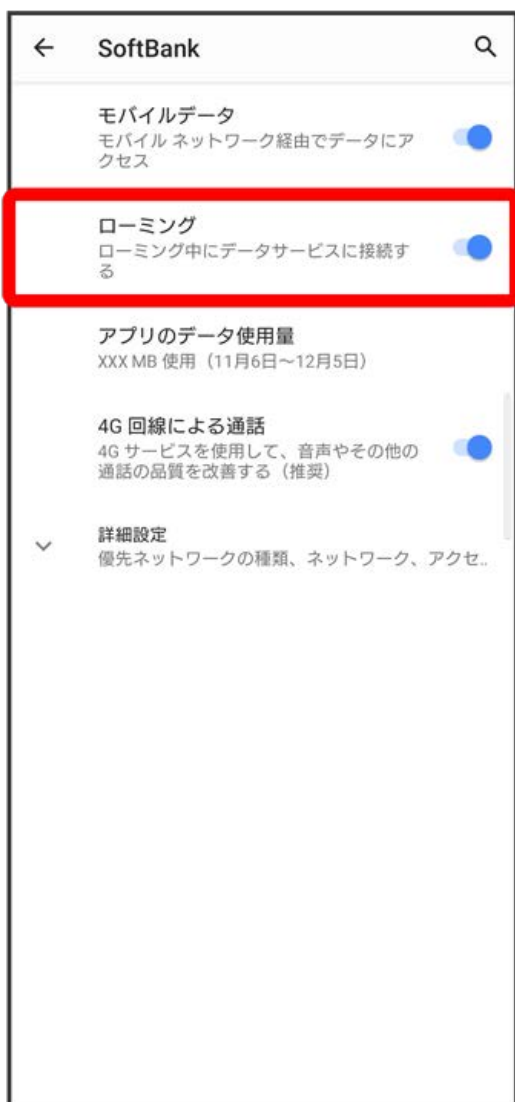 SoftBank
モバイルデータ
モバイル ネットワーク経由でデータにア
クセス
ローミング
ローミング中にデータサービスに接続す
る
アプリのデータ使用量
XXX MB 使用（11月6日～12月5日）
4G 回線による通話
4G サービスを使用して、音声やその他の
通話の品質を改善する（推奨）
詳細設定
優先ネットワークの種類、ネットワーク、アクセ..